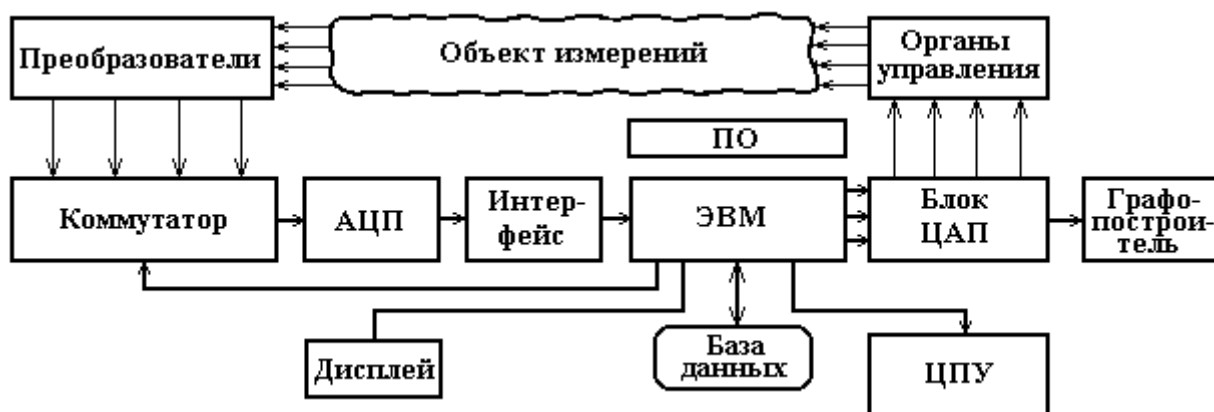 Преобразователи
Объект измерений
Органы
управления
ПО
Коммутатор
АЦП
Интер-
фейс
ЭВМ
Блок
ЦАП
Графо-
построи-
тель
Дисплей
База
данных
ЦПУ